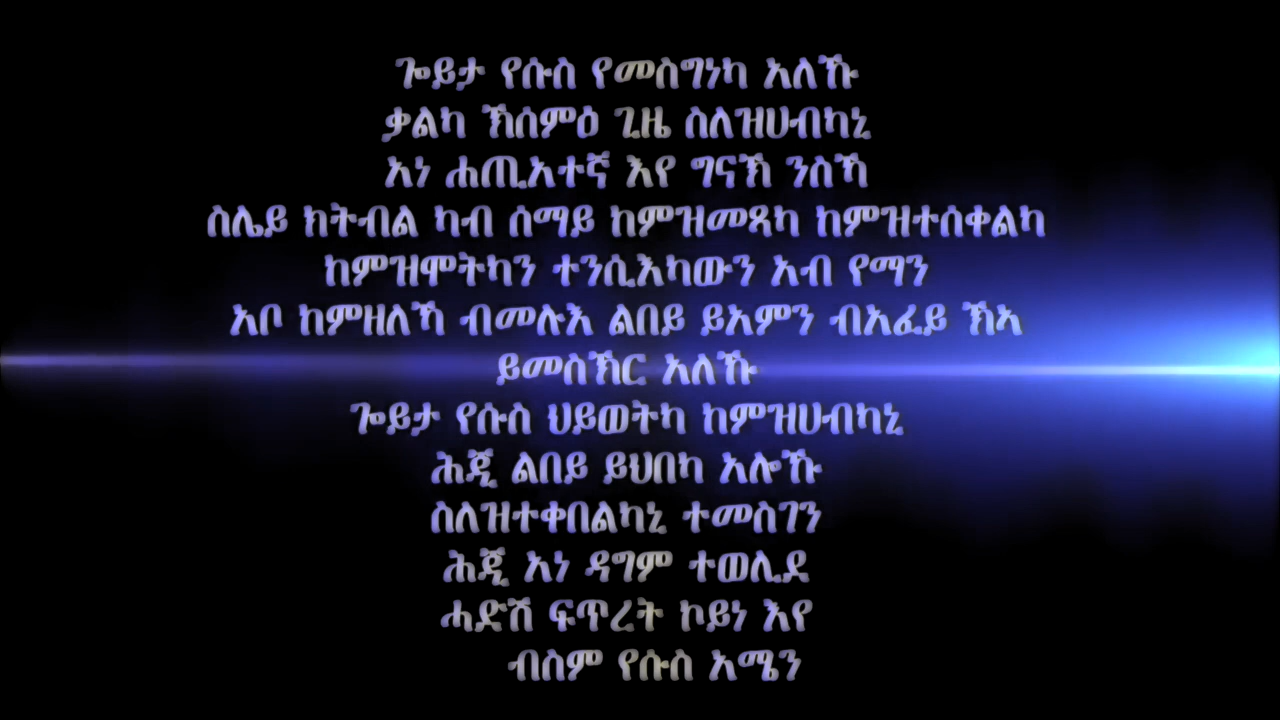 ጐይታ የሱስ የመስግነካ አለኹ
ቃልካ ኽሰምዕ ጊዜ ስለዝሀብካኒ
አነ ሐጢአተኛ እየ ግናኽ ንስኻ
ስሌይ ክትብል ካብ ሰማይ ከምዝመጻካ ከምዝተሰቀልካ
ከምዝሞትካን ተንሲእካውን አብ የማን
አቦ ከምዘለኻ ብመሉእ ልበይ ይአምን ብአፈይ ኽኣ
ይመስኽር አለኹ
ጐይታ የሱስ ህይወትካ ከምዝሀብካኒ
ሕጂ ልበይ ይህበካ አሎኹ
ስለዝተቀበልካኒ ተመስገን
ሕጂ አነ ዳግም ተወሊደ
ሓድሽ ፍጥረት ኮይነ እየ
ብስም የሱስ አሜን